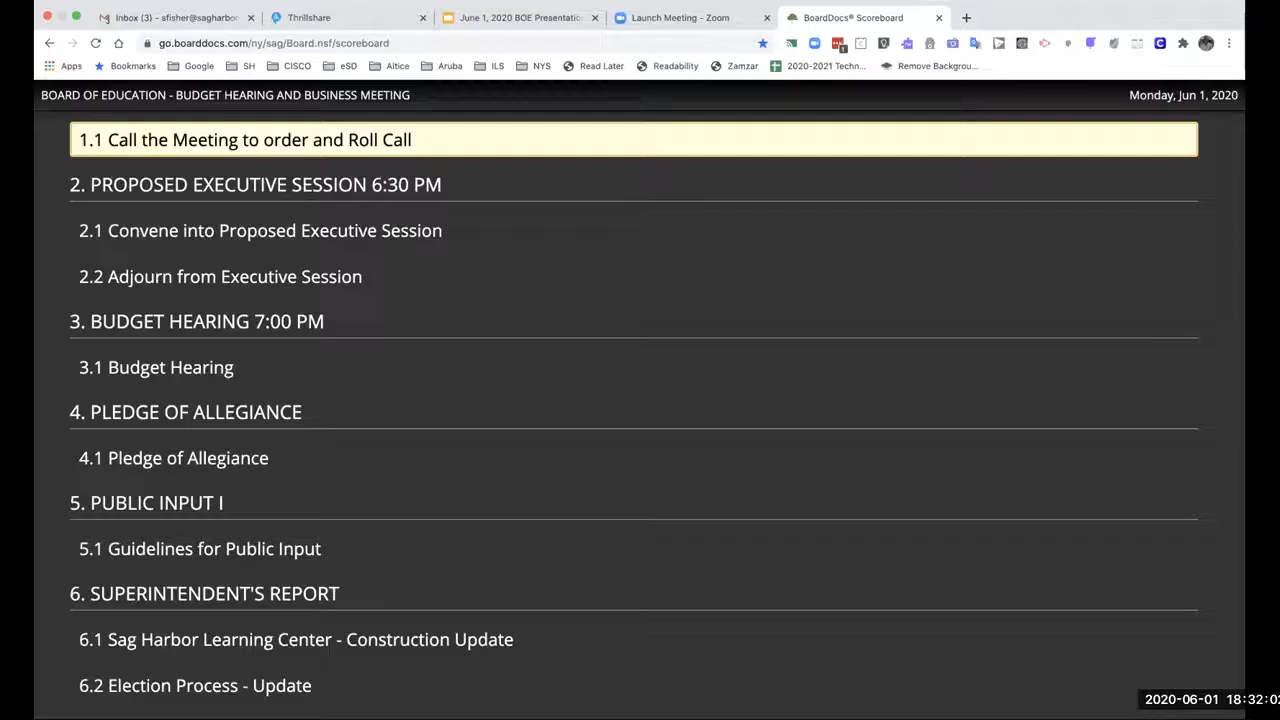 Inbox (3) - sfisher@sagharbo
Thrillshare
June 1, 2020 BOE Presentatio
Launch Meeting - Zoom
BoardDocs® Scoreboard
go.boarddocs.com/ny/sag/Board.nsf/scoreboard
Apps
Bookmarks
Google
SH
CISCO
eSD
Altice
Aruba
ILS
NYS
Read Later
Readability
Zamzar
2020-2021 Techn...
Remove Backgrou...
BOARD OF EDUCATION - BUDGET HEARING AND BUSINESS MEETING
Monday, Jun 1, 2020
1.1 Call the Meeting to order and Roll Call
2. PROPOSED EXECUTIVE SESSION 6:30 PM
2.1 Convene into Proposed Executive Session
2.2 Adjourn from Executive Session
3. BUDGET HEARING 7:00 PM
3.1 Budget Hearing
4. PLEDGE OF ALLEGIANCE
4.1 Pledge of Allegiance
5. PUBLIC INPUT I
5.1 Guidelines for Public Input
6. SUPERINTENDENT'S REPORT
6.1 Sag Harbor Learning Center - Construction Update
6.2 Election Process - Update
2020-06-01 18:32:02